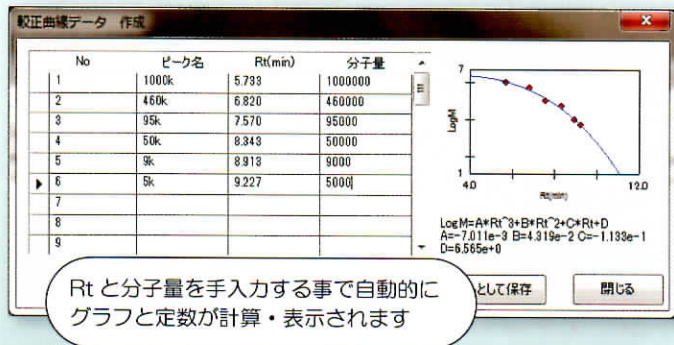 較正曲線データ 作成
No ピーク名 Rt(min) 分子量
1 1000k 5.733 1000000
2 460k 6.820 460000
3 95k 7.570 95000
4 50k 8.343 50000
5 9k 8.913 9000
6 5k 9.227 5000
7
8
9
7
LogM
1
4.0 Rt(min) 12.0
LogM=A*Rt^3+B*Rt^2+C*Rt+D
A=-7.011e-3 B=4.319e-2 C=-1.133e-1
D=6.565e+0
として保存 閉じる
Rtと分子量を手入力する事で自動的に
グラフと定数が計算・表示されます